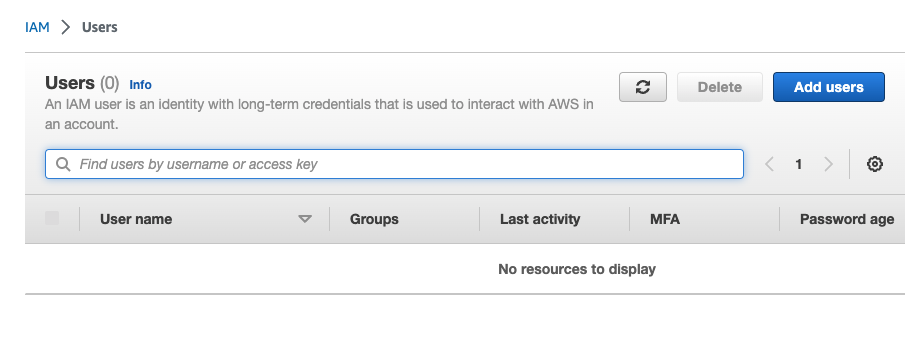 IAM > Users
Users (0) Info
An IAM user is an identity with long-term credentials that is used to interact with AWS in
an account.
Delete
Add users
Find users by username or access key
1
User name Groups Last activity MFA Password age
No resources to display